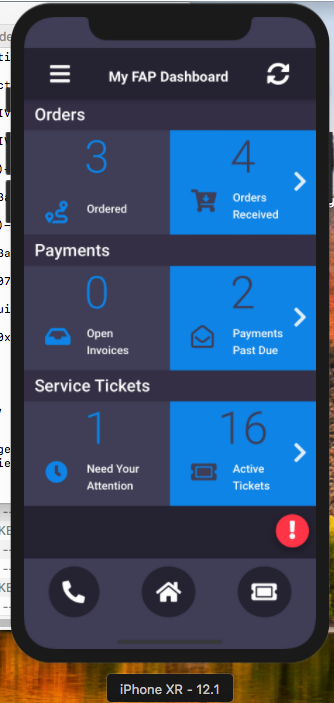 My FAP Dashboard
Orders
3
4
Ordered
Orders
Received
Payments
0
2
Open
Invoices
Payments
Past Due
Service Tickets
1
16
Need Your
Attention
Active
Tickets
iPhone XR - 12.1